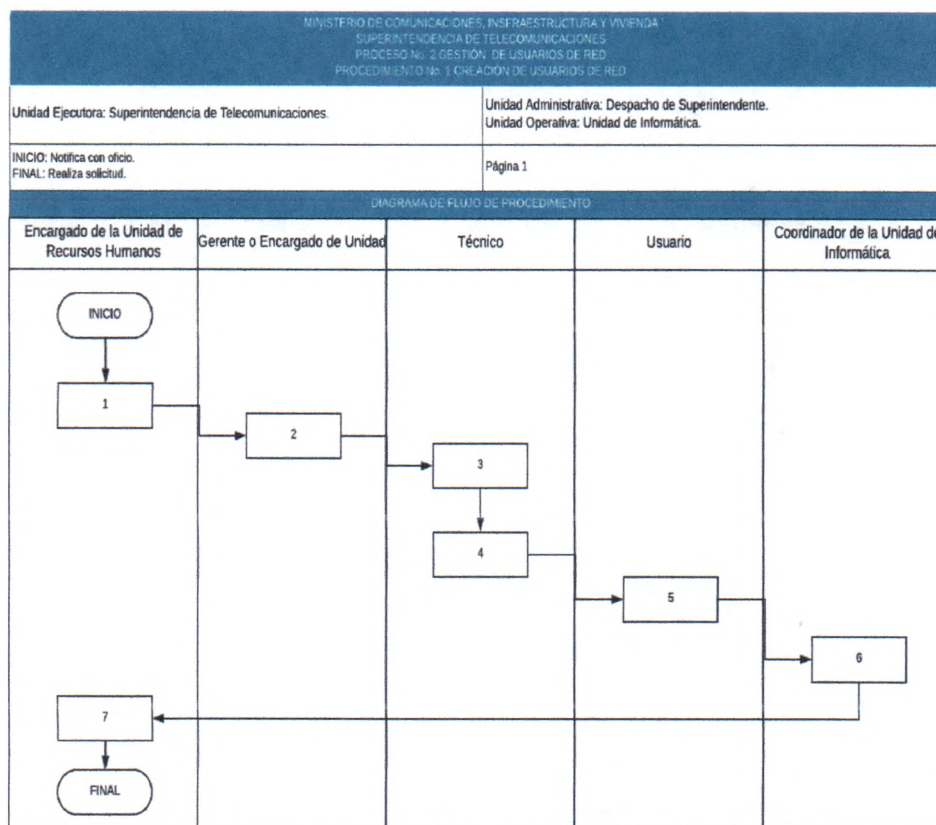 MINISTERIO DE COMUNICACIONES, INSFRAESTRUCTURA Y VIVIENDA
SUPERINTENDENCIA DE TELECOMUNICACIONES
PROCESO No. 2 GESTIÓN DE USUARIOS DE RED
PROCEDIMIENTO No. 1 CREACIÓN DE USUARIOS DE RED
Unidad Ejecutora: Superintendencia de Telecomunicaciones.
Unidad Administrativa: Despacho de Superintendente.
Unidad Operativa: Unidad de Informática.
INICIO: Notifica con oficio.
FINAL: Realiza solicitud.
Página 1
DIAGRAMA DE FLUJO DE PROCEDIMIENTO
Encargado de la Unidad de
Recursos Humanos
Gerente o Encargado de Unidad
Técnico
Usuario
Coordinador de la Unidad de
Informática
INICIO
1
2
3
4
5
6
7
FINAL